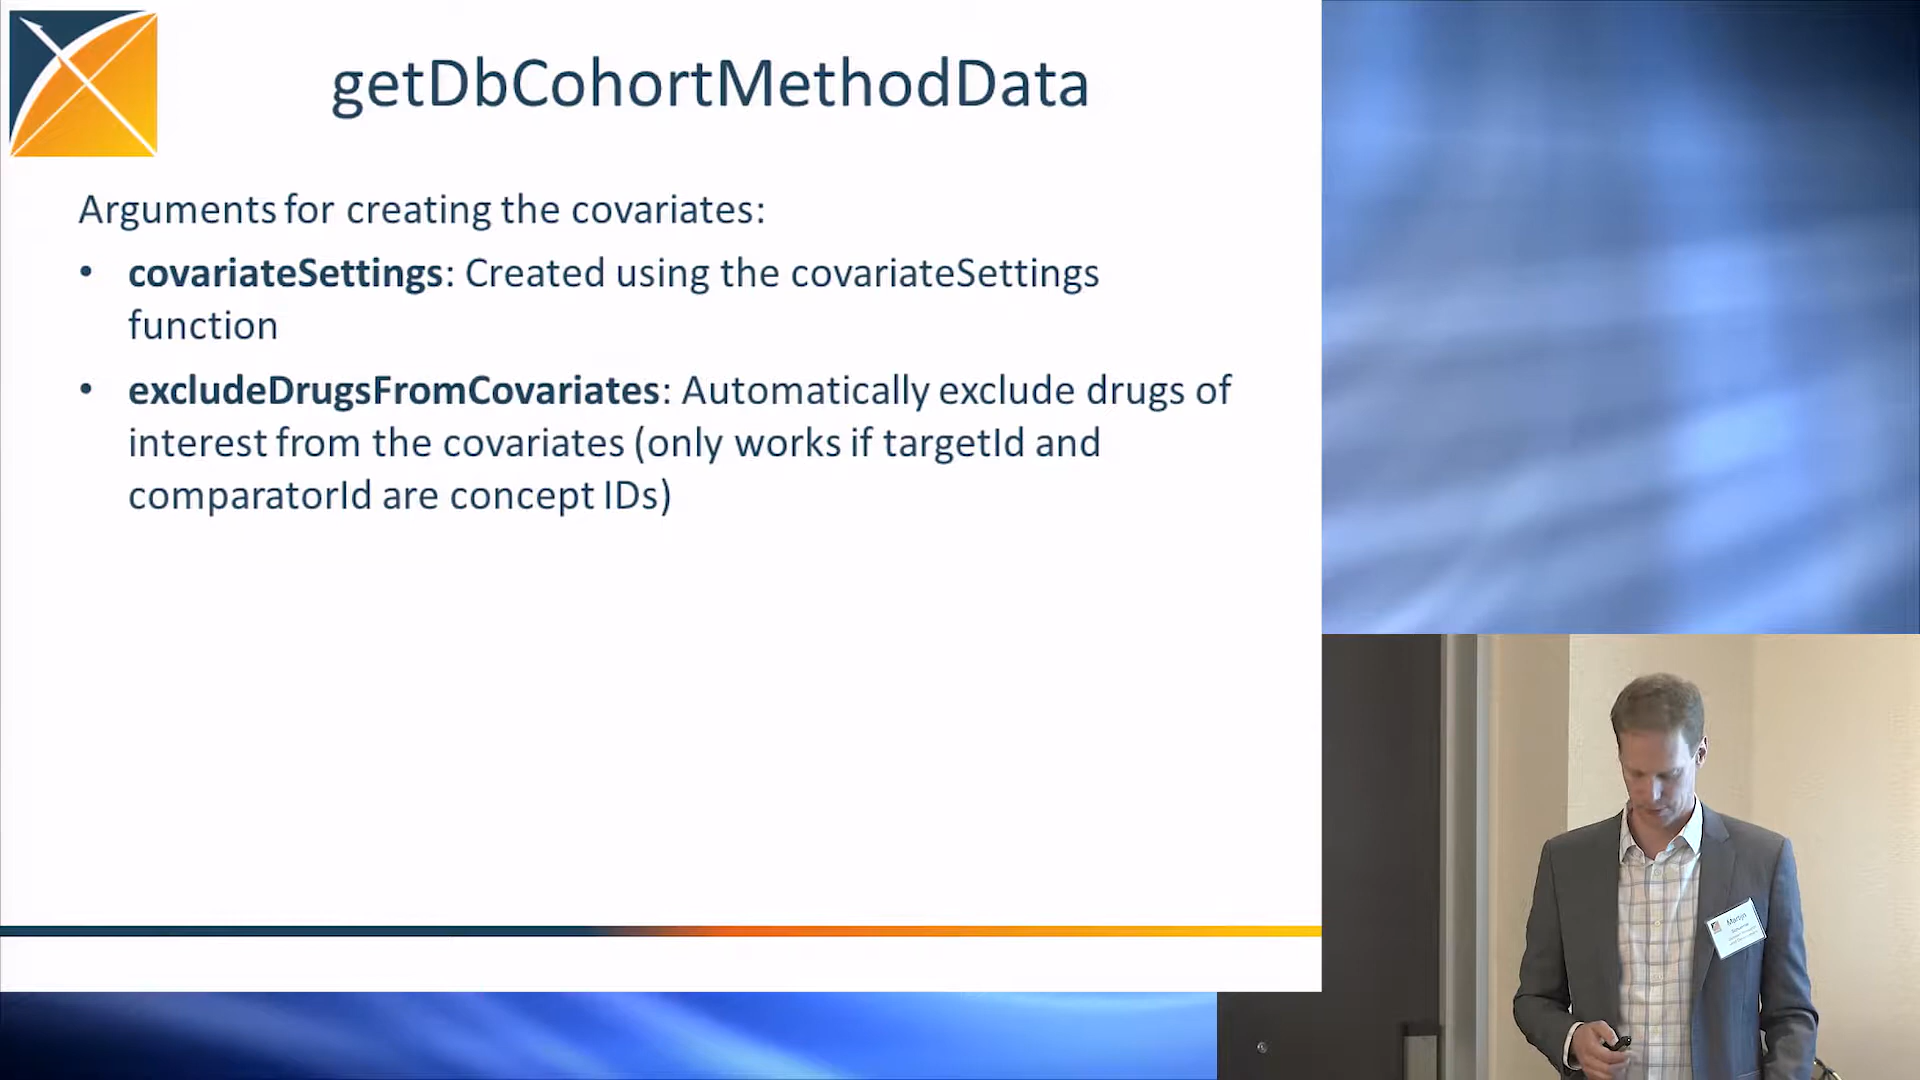 getDbCohortMethodData
Arguments for creating the covariates:
• covariateSettings: Created using the covariateSettings
function
• excludeDrugsFromCovariates: Automatically exclude drugs of
interest from the covariates (only works if targetId and
comparatorId are concept IDs)
Martijn